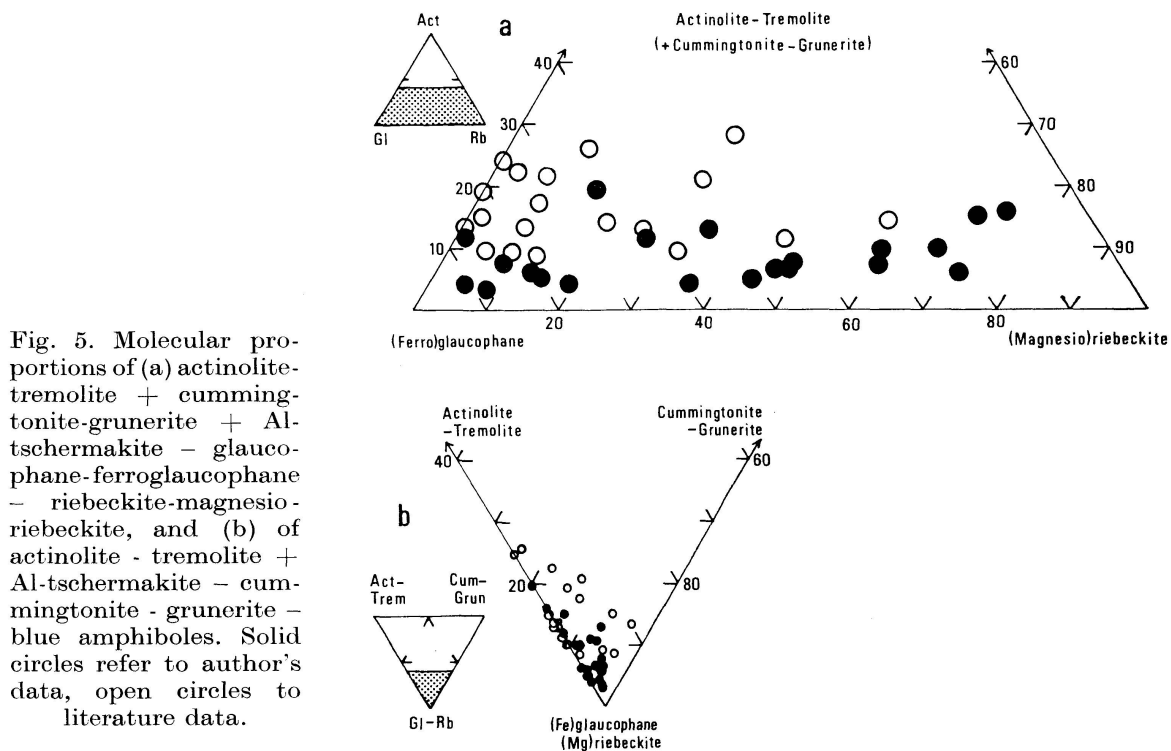 a
Act
Gl
Rb
Actinolite-Tremolite
(+Cummingtonite-Grunerite)
40
30
20
10
60
70
80
90
20
40
60
80
(Ferro)glaucophane
(Magnesio)riebeckite
Fig. 5. Molecular pro-
portions of (a) actinolite-
tremolite + cumming-
tonite-grunerite + Al-
tschermakite – glauco-
phane-ferroglaucophane
– riebeckite-magnesio-
riebeckite, and (b) of
actinolite - tremolite +
Al-tschermakite – cum-
mingtonite - grunerite –
blue amphiboles. Solid
circles refer to author's
data, open circles to
literature data.
b
Actinolite
-Tremolite
Cummingtonite
-Grunerite
40
20
60
80
Act-
Trem
Cum-
Grun
Gl-Rb
(Fe)glaucophane
(Mg)riebeckite